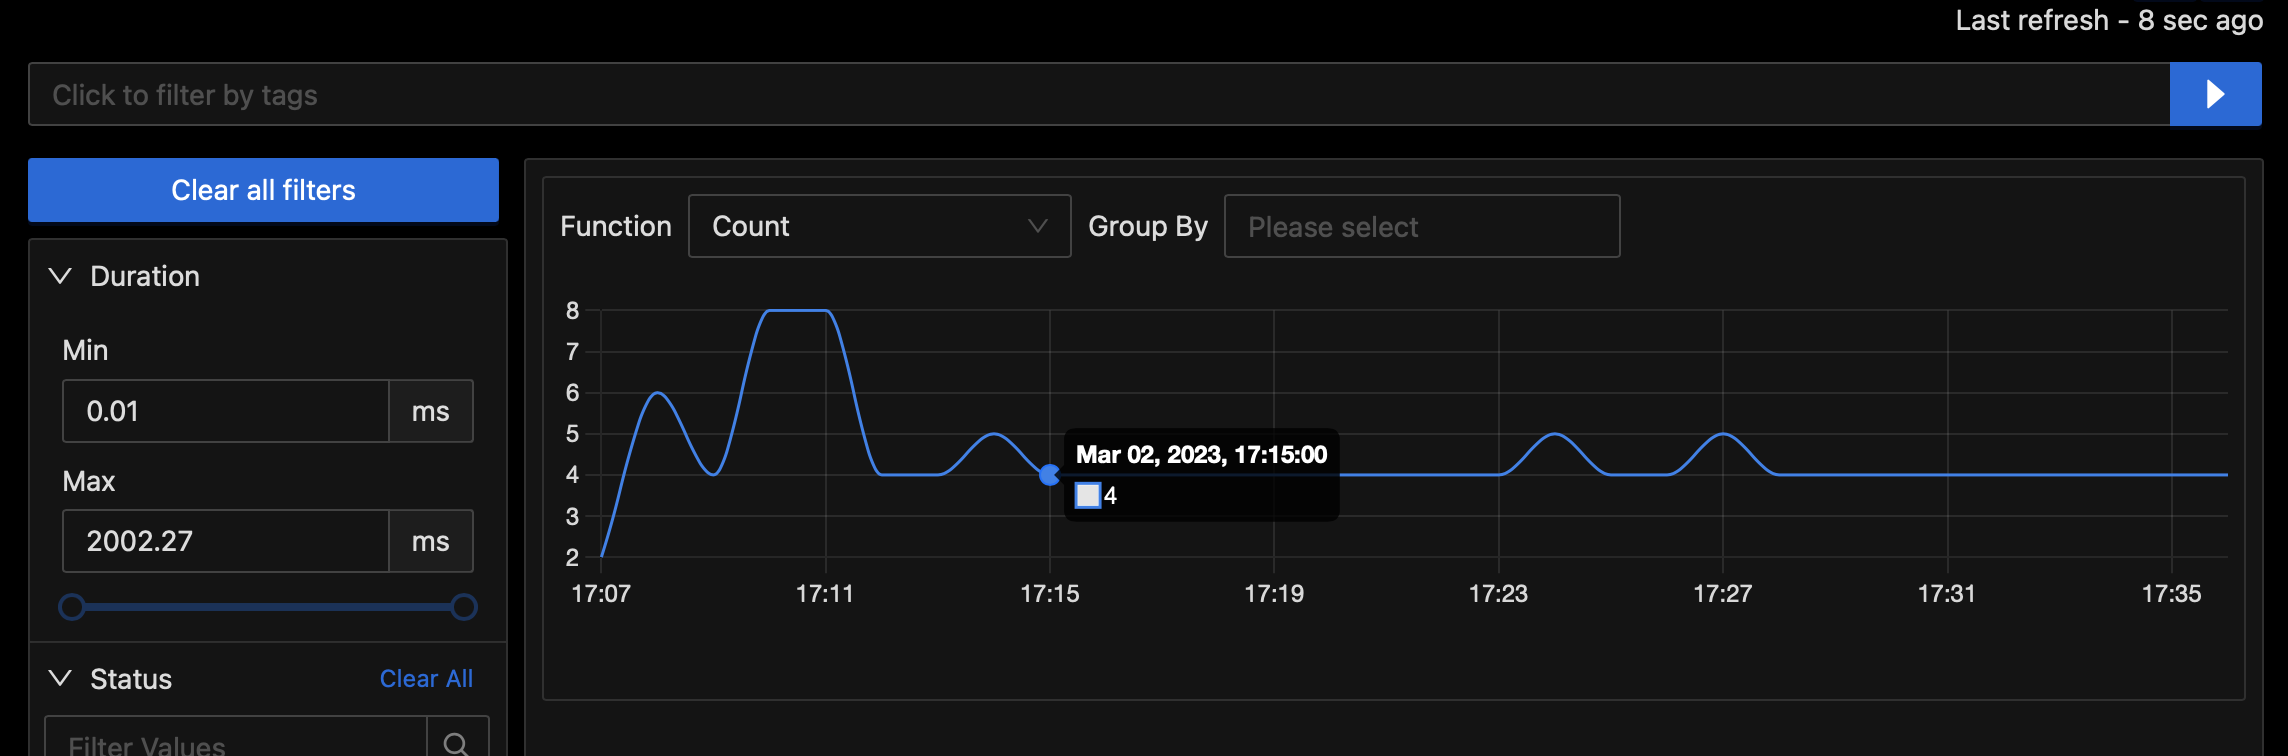 Last refresh - 8 sec ago
Click to filter by tags
Clear all filters
Duration
Min
0.01 ms
Max
2002.27 ms
Status Clear All
Filter Values
Function Count Group By Please select
8
7
6
5
4
3
2
Mar 02, 2023, 17:15:00
4
17:07 17:11 17:15 17:19 17:23 17:27 17:31 17:35